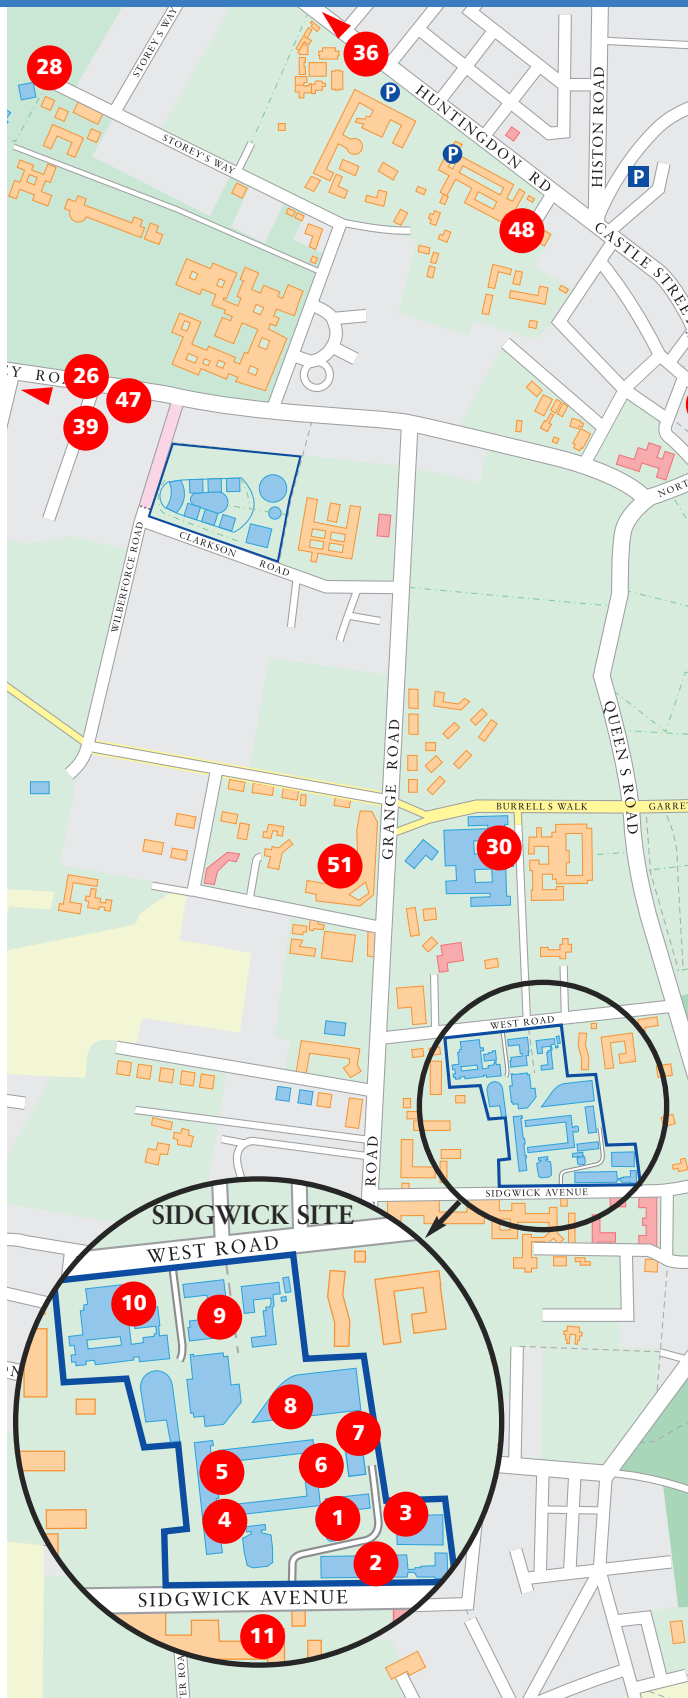 STOREY'S WAY
28
36
P
HUNTINGDON RD
HISTON ROAD
STOREY'S WAY
P
P
48
CASTLE STREET
Y RO
26
47
39
NORT
CLARKSON ROAD
WILBERFORCE ROAD
GRANGE ROAD
QUEEN S ROAD
BURRELL S WALK
GARRE
30
51
WEST ROAD
ROAD
SIDGWICK AVENUE
SIDGWICK SITE
WEST ROAD
10
9
8
7
6
5
4
3
1
2
SIDGWICK AVENUE
11
ER ROA